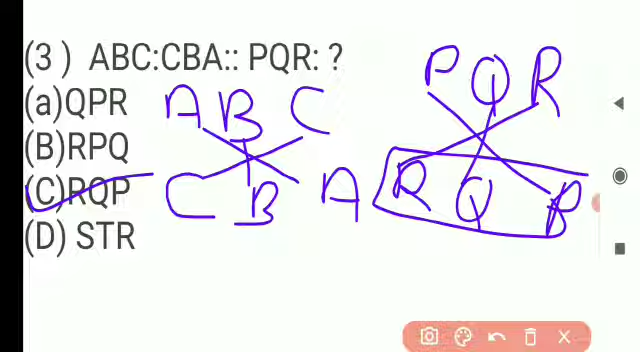 (3 ) ABC:CBA:: PQR: ?
(a)QPR
(B)RPQ
(C)RQP
(D) STR
A B C
C B A
P Q R
R Q P